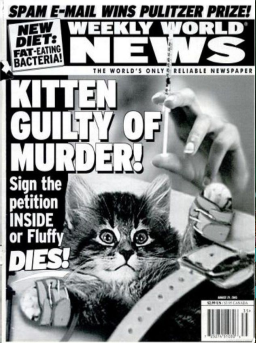 SPAM E-MAIL WINS PULITZER PRIZE!
NEW
DIET:
FAT-EATING
BACTERIA!
WEEKLY WORLD
NEWS
THE WORLD'S ONLY RELIABLE NEWSPAPER
KITTEN
GUILTY OF
MURDER!
Sign the
petition
INSIDE
or Fluffy
DIES!